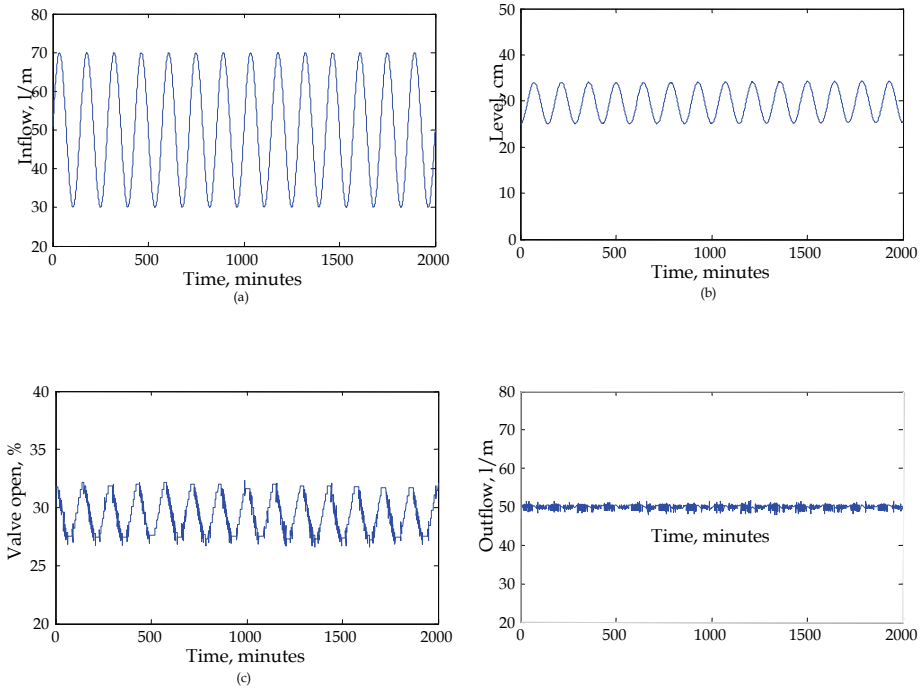 80
70
60
50
40
30
20
Inflow, l/m
0 500 1000 1500 2000
Time, minutes
(a)
50
40
30
20
10
0
Level, cm
0 500 1000 1500 2000
Time, minutes
(b)
40
35
30
25
20
Valve open, %
0 500 1000 1500 2000
Time, minutes
(c)
80
70
60
50
40
30
20
Outflow, l/m
Time, minutes
0 500 1000 1500 2000